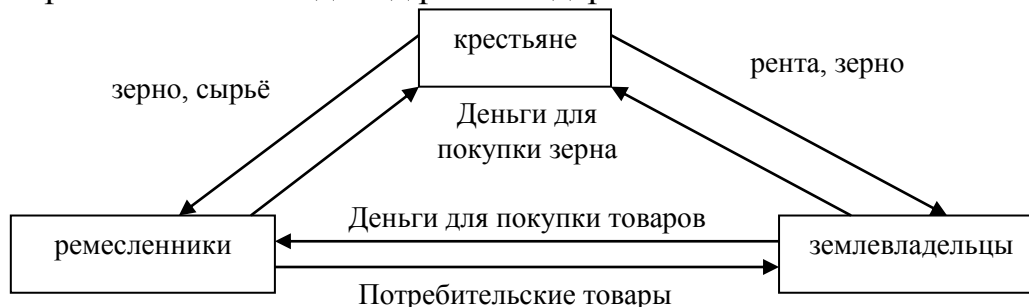 крестьяне
зерно, сырьё
рента, зерно
Деньги для
покупки зерна
ремесленники
Деньги для покупки товаров
землевладельцы
Потребительские товары